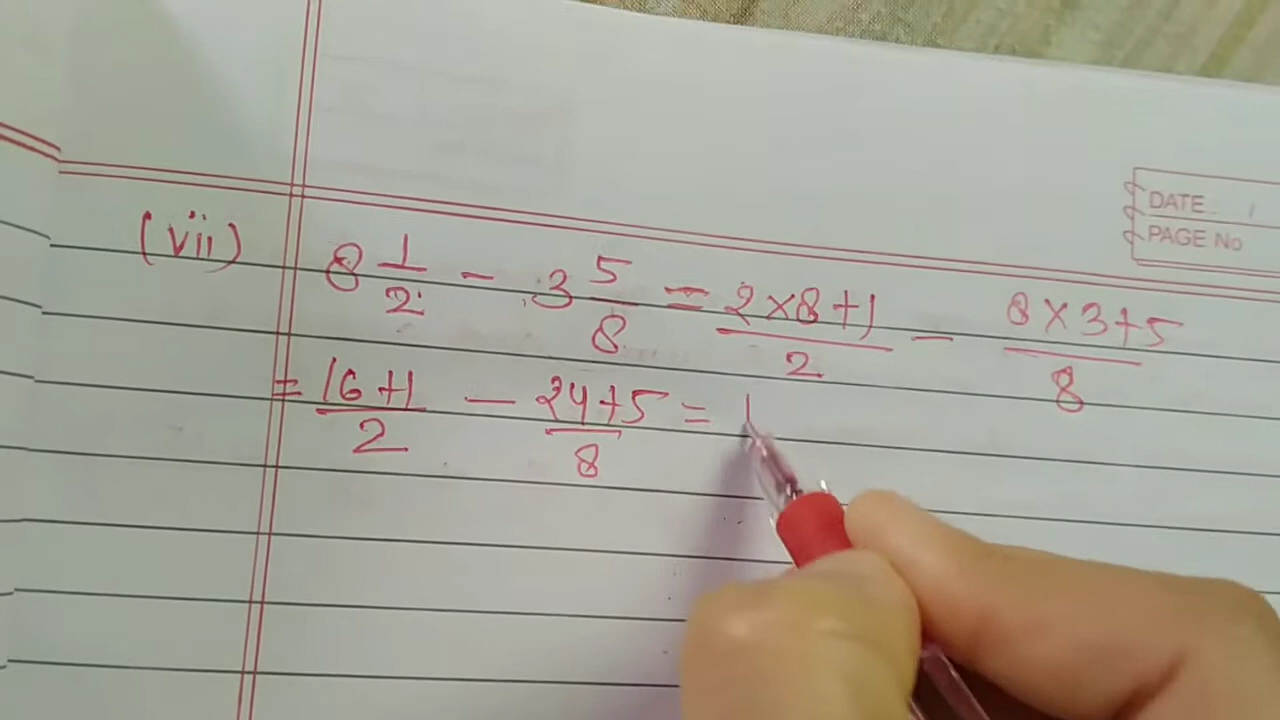 DATE
PAGE No
(vii) 8 1/2 - 3 5/8 = 2×8+1/2 - 8×3+5/8
= 16+1/2 - 24+5/8 = 1